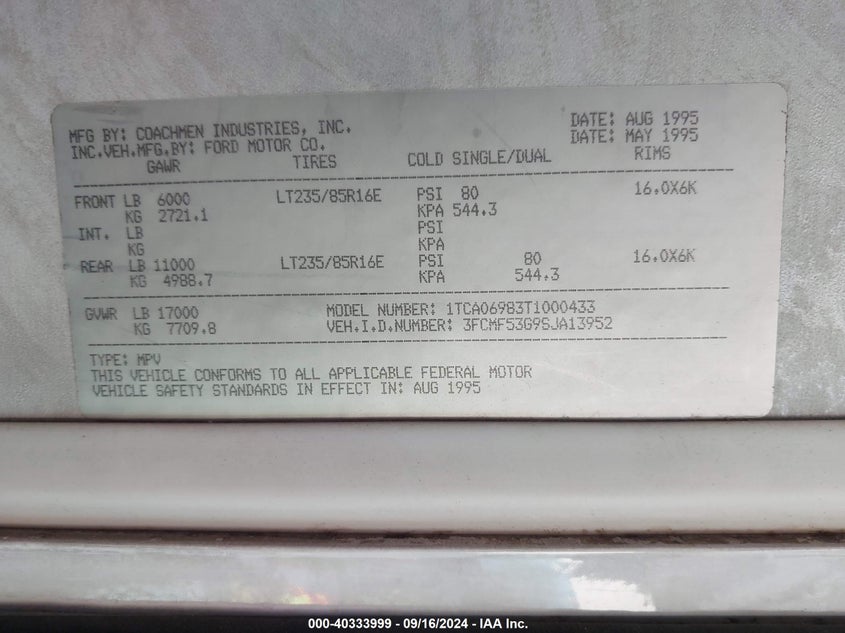 MFG BY: COACHMEN INDUSTRIES, INC. DATE: AUG 1995
INC.VEH.MFG.BY: FORD MOTOR CO. DATE: MAY 1995
GAWR TIRES COLD SINGLE/DUAL RIMS
FRONT LB 6000 LT235/85R16E PSI 80 16.0X6K
KG 2721.1 KPA 544.3
INT. LB PSI
KG KPA
REAR LB 11000 LT235/85R16E PSI 80 16.0X6K
KG 4988.7 KPA 544.3
GVWR LB 17000 MODEL NUMBER: 1TCA06983T1000433
KG 7709.8 VEH.I.D.NUMBER: 3FCMF53G9SJA13952
TYPE: MPV
THIS VEHICLE CONFORMS TO ALL APPLICABLE FEDERAL MOTOR
VEHICLE SAFETY STANDARDS IN EFFECT IN: AUG 1995
000-40333999 - 09/16/2024 - IAA Inc.